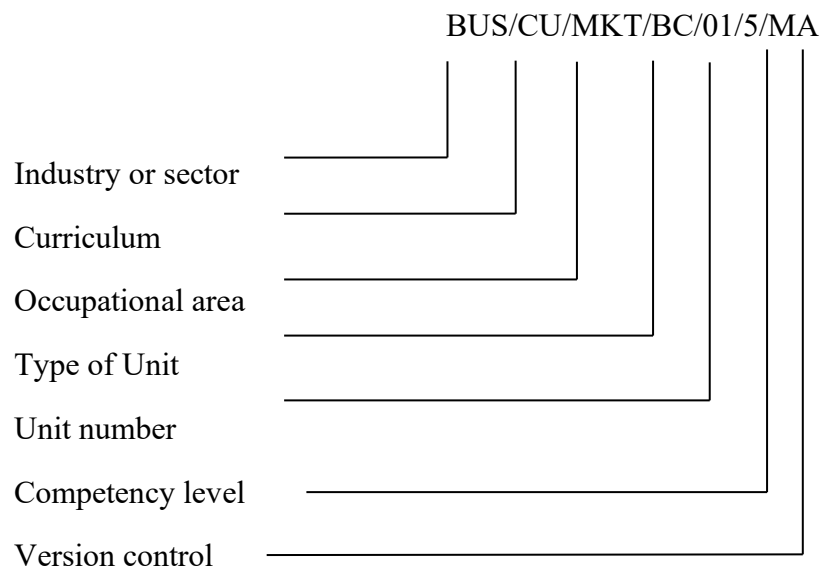 BUS/CU/MKT/BC/01/5/MA
Industry or sector
Curriculum
Occupational area
Type of Unit
Unit number
Competency level
Version control